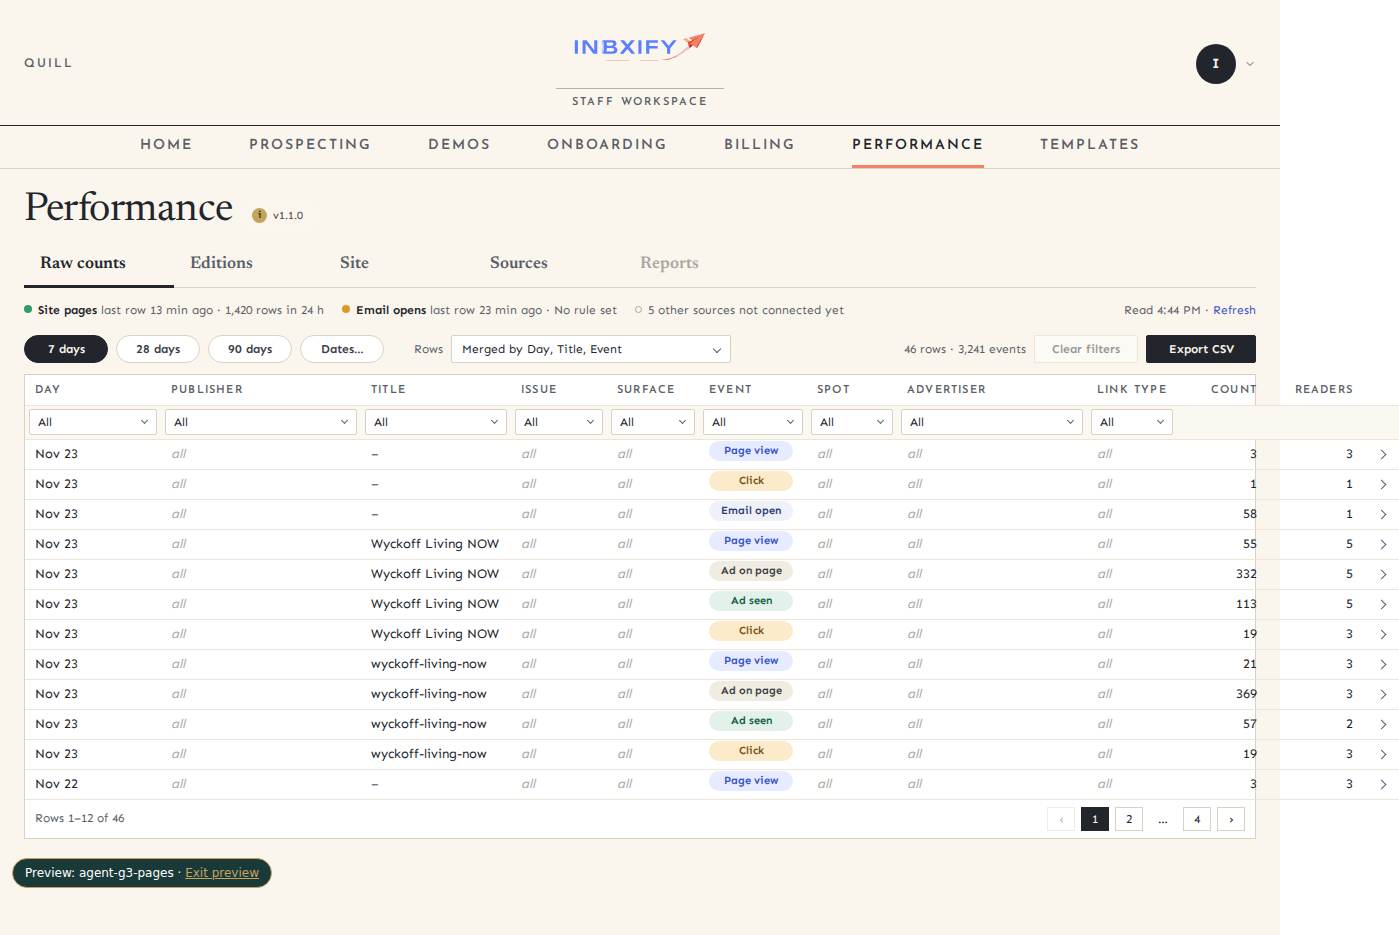 QUILL
INBXIFY
I
STAFF WORKSPACE
HOME PROSPECTING DEMOS ONBOARDING BILLING PERFORMANCE TEMPLATES
Performance i v1.1.0
Raw counts Editions Site Sources Reports
Site pages last row 13 min ago · 1,420 rows in 24 h Email opens last row 23 min ago · No rule set 5 other sources not connected yet Read 4:44 PM · Refresh
7 days 28 days 90 days Dates... Rows Merged by Day, Title, Event 46 rows · 3,241 events Clear filters Export CSV
DAY PUBLISHER TITLE ISSUE SURFACE EVENT SPOT ADVERTISER LINK TYPE COUNT READERS
All All All All All All All All All
Nov 23 all – all all Page view all all all 3 3
Nov 23 all – all all Click all all all 1 1
Nov 23 all – all all Email open all all all 58 1
Nov 23 all Wyckoff Living NOW all all Page view all all all 55 5
Nov 23 all Wyckoff Living NOW all all Ad on page all all all 332 5
Nov 23 all Wyckoff Living NOW all all Ad seen all all all 113 5
Nov 23 all Wyckoff Living NOW all all Click all all all 19 3
Nov 23 all wyckoff-living-now all all Page view all all all 21 3
Nov 23 all wyckoff-living-now all all Ad on page all all all 369 3
Nov 23 all wyckoff-living-now all all Ad seen all all all 57 2
Nov 23 all wyckoff-living-now all all Click all all all 19 3
Nov 22 all – all all Page view all all all 3 3
Rows 1–12 of 46 ‹ 1 2 ... 4 ›
Preview: agent-g3-pages · Exit preview